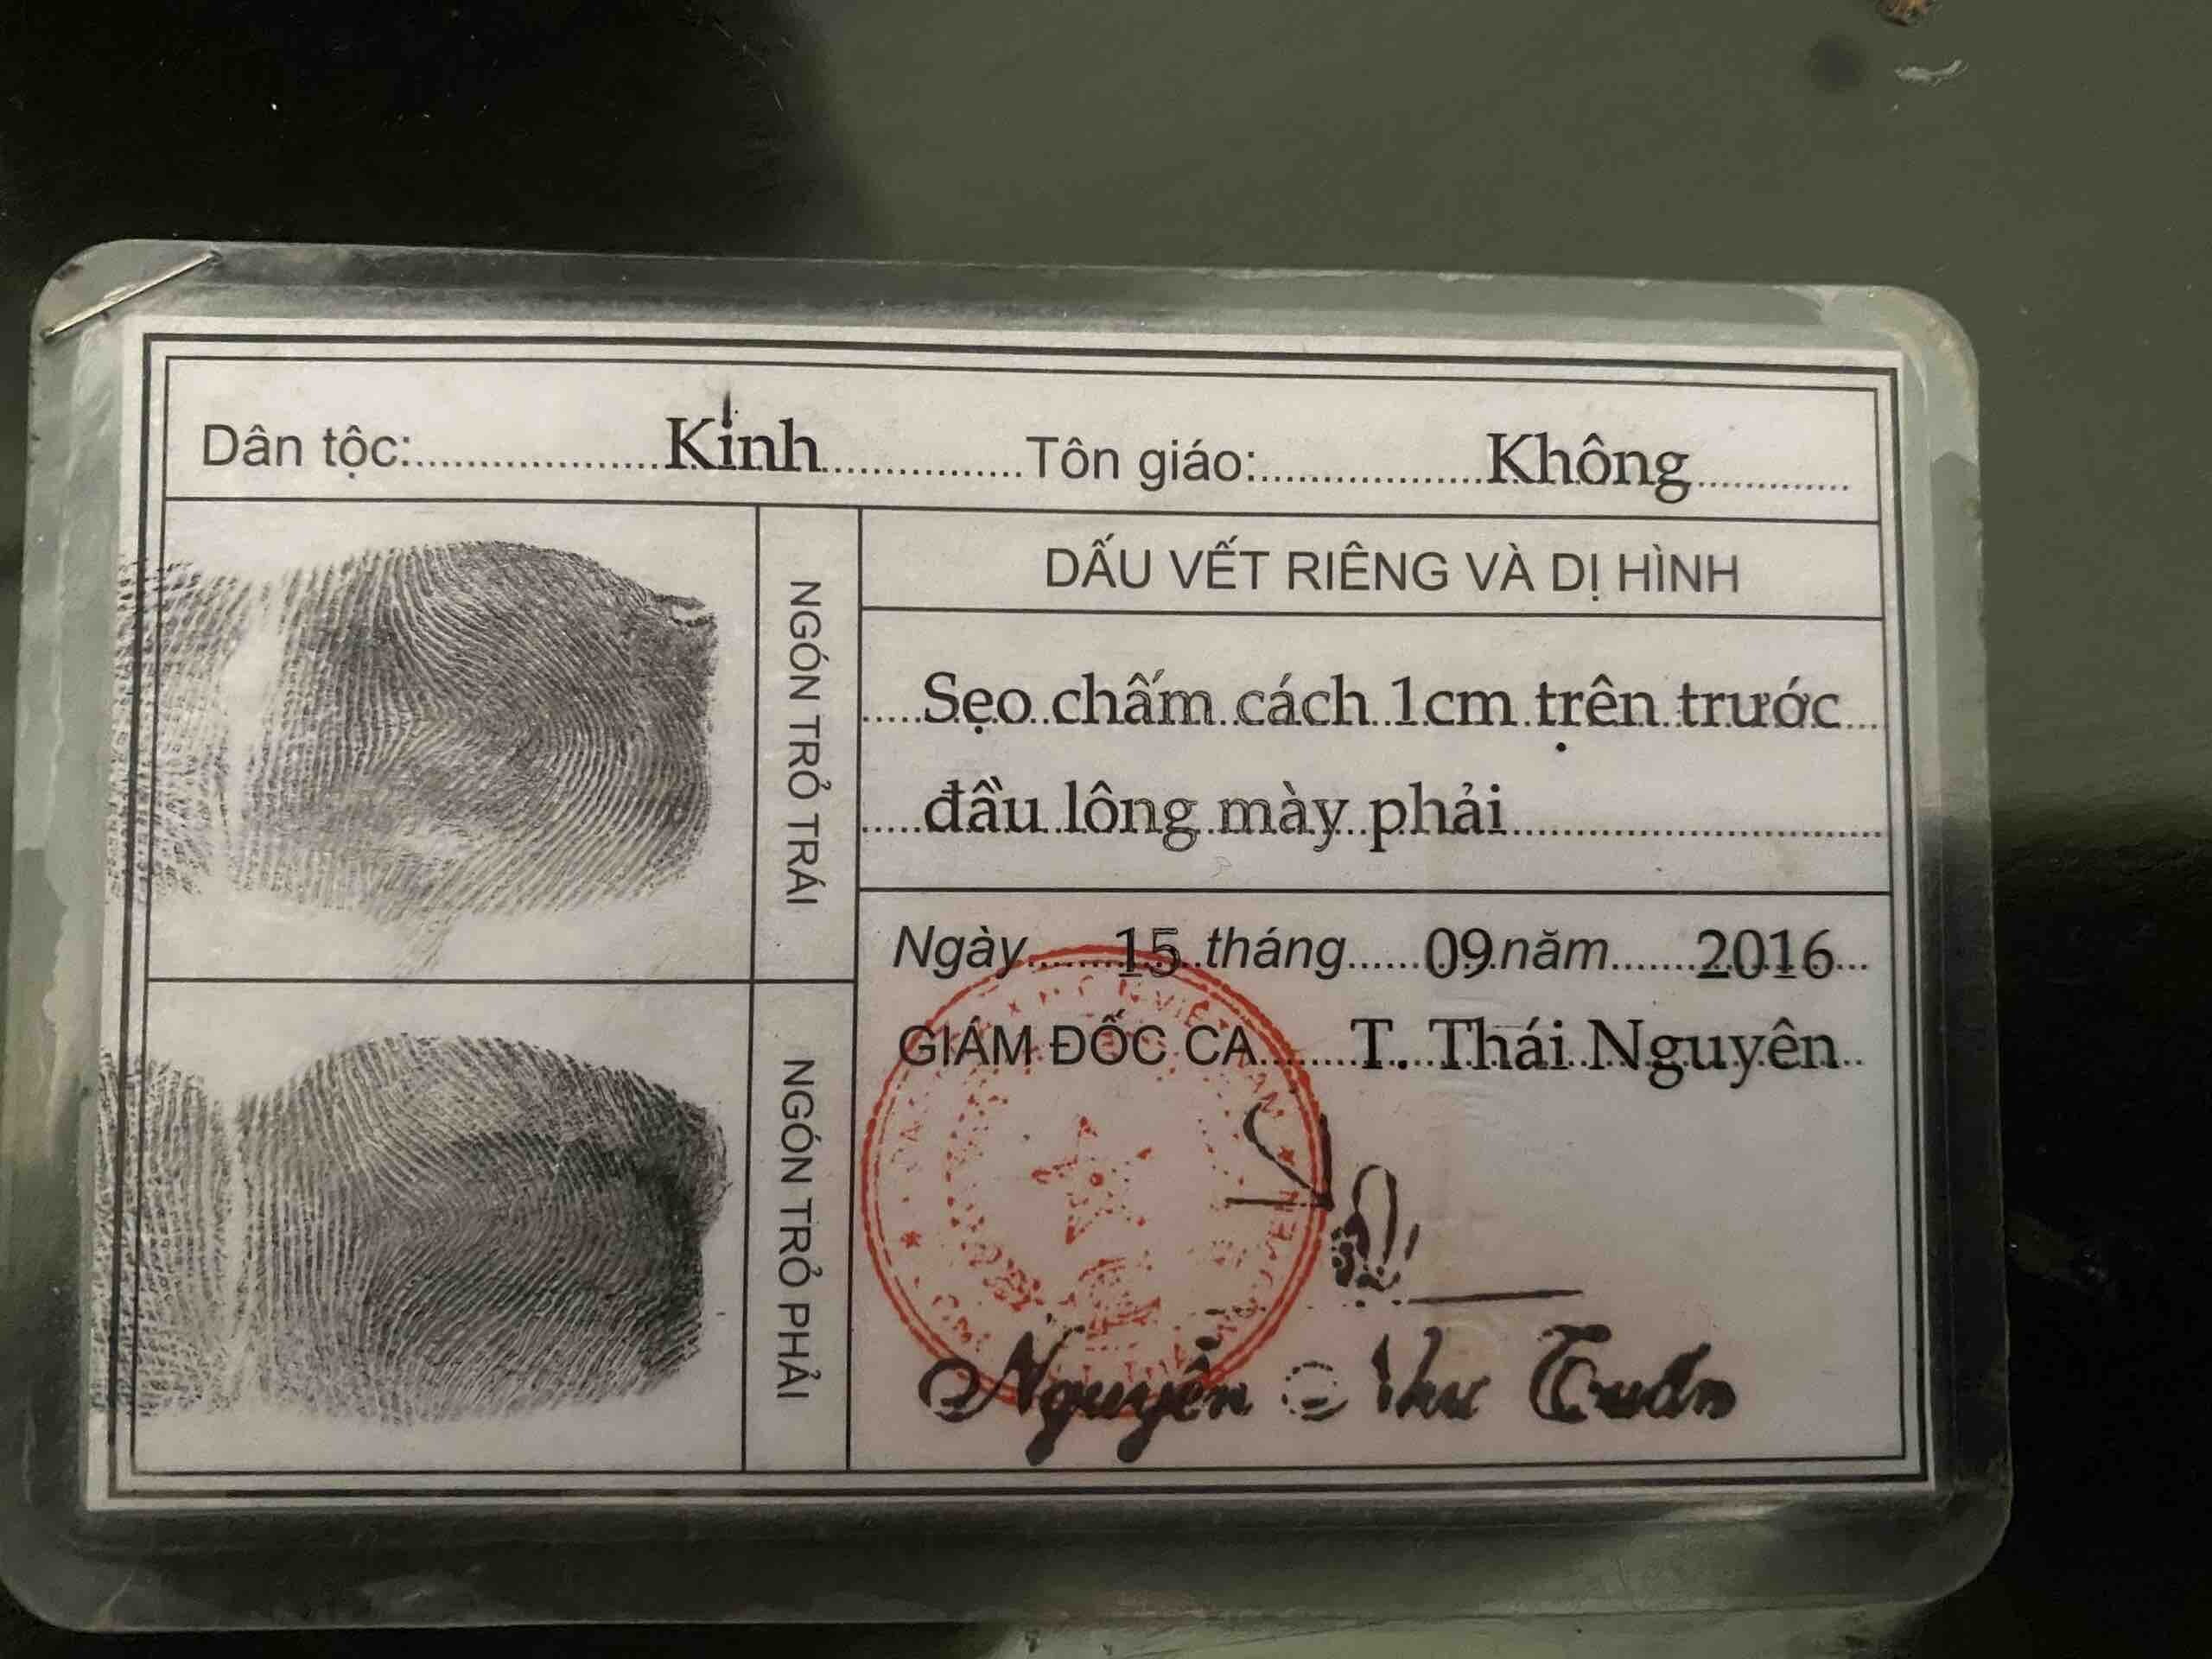 Dân tộc: Kinh Tôn giáo: Không
NGÓN TRỎ TRÁI
DẤU VẾT RIÊNG VÀ DỊ HÌNH
Sẹo chấm cách 1cm trên trước
đầu lông mày phải
NGÓN TRỎ PHẢI
Ngày 15 tháng 09 năm 2016
GIÁM ĐỐC CA T. Thái Nguyên
Nguyễn Như Tuấn